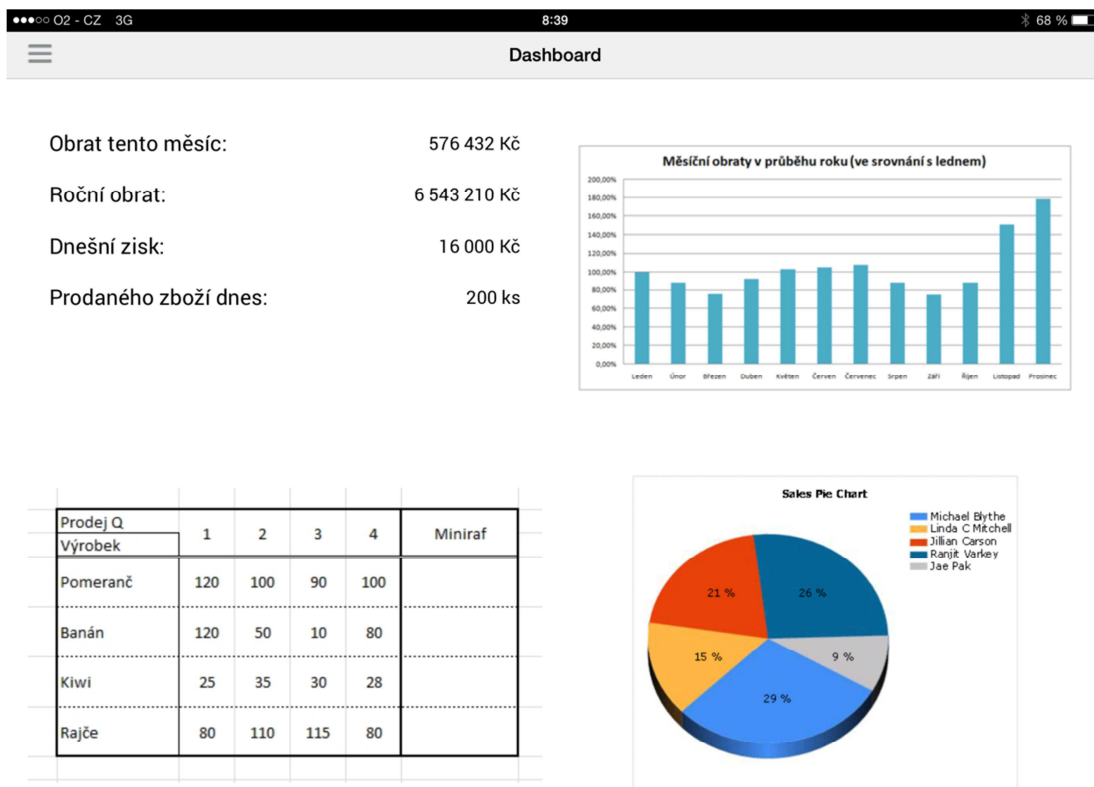 O2 - CZ 3G 8:39 68 %
Dashboard
Obrat tento měsíc: 576 432 Kč
Roční obrat: 6 543 210 Kč
Dnešní zisk: 16 000 Kč
Prodaného zboží dnes: 200 ks
Měsíční obraty v průběhu roku (ve srovnání s lednem)
200,00%
180,00%
160,00%
140,00%
120,00%
100,00%
80,00%
60,00%
40,00%
20,00%
0,00%
Leden Únor Březen Duben Květen Červen Červenec Srpen Září Říjen Listopad Prosinec
Prodej Q 1 2 3 4 Miniraf
Výrobek
Pomeranč 120 100 90 100
Banán 120 50 10 80
Kiwi 25 35 30 28
Rajče 80 110 115 80
Sales Pie Chart
Michael Blythe
Linda C Mitchell
Jillian Carson
Ranjit Varkey
Jae Pak
21 % 26 %
15 % 9 %
29 %